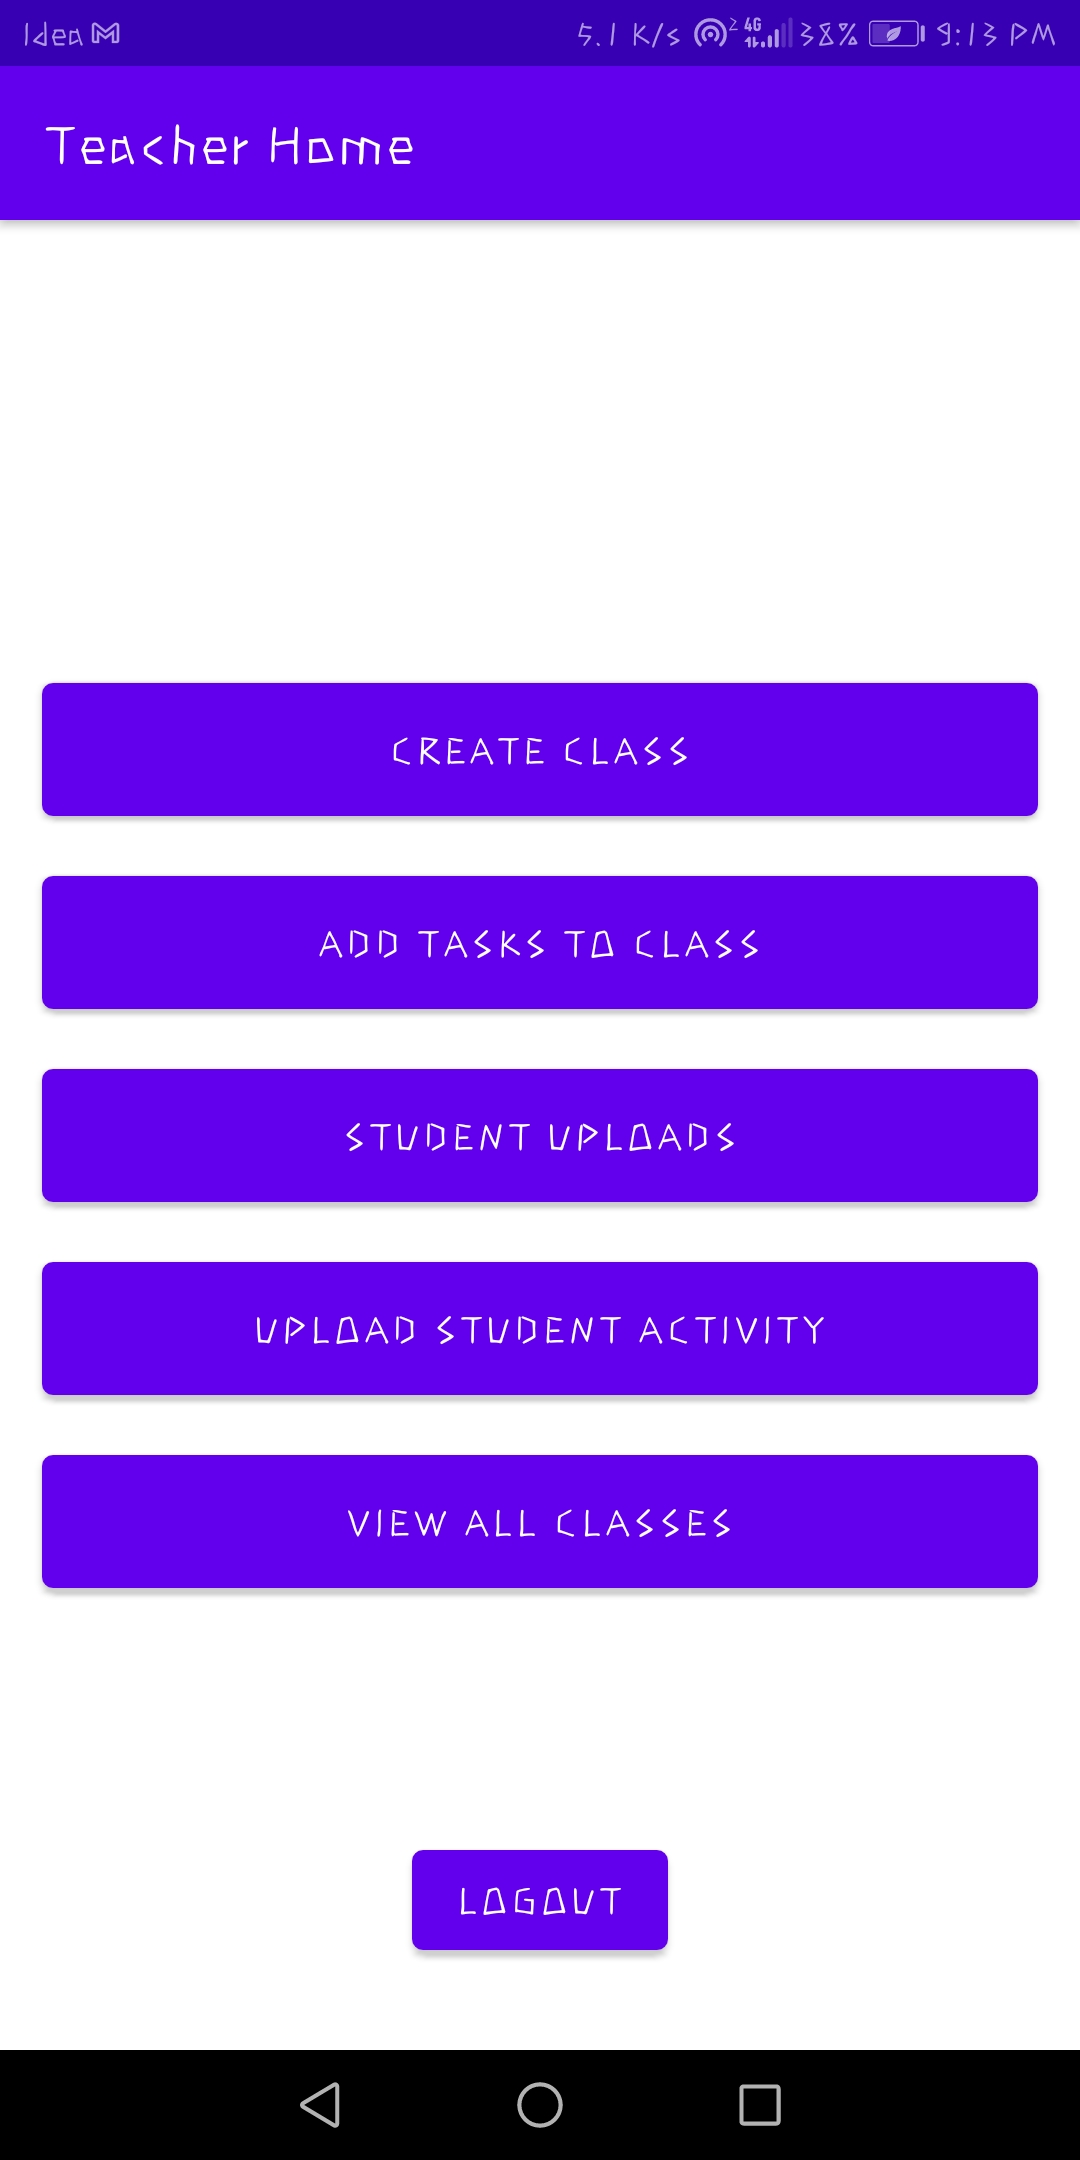 Idea 5.1 K/s 2 4G 38% 9:13 PM
Teacher Home
CREATE CLASS
ADD TASKS TO CLASS
STUDENT UPLOADS
UPLOAD STUDENT ACTIVITY
VIEW ALL CLASSES
LOGOUT